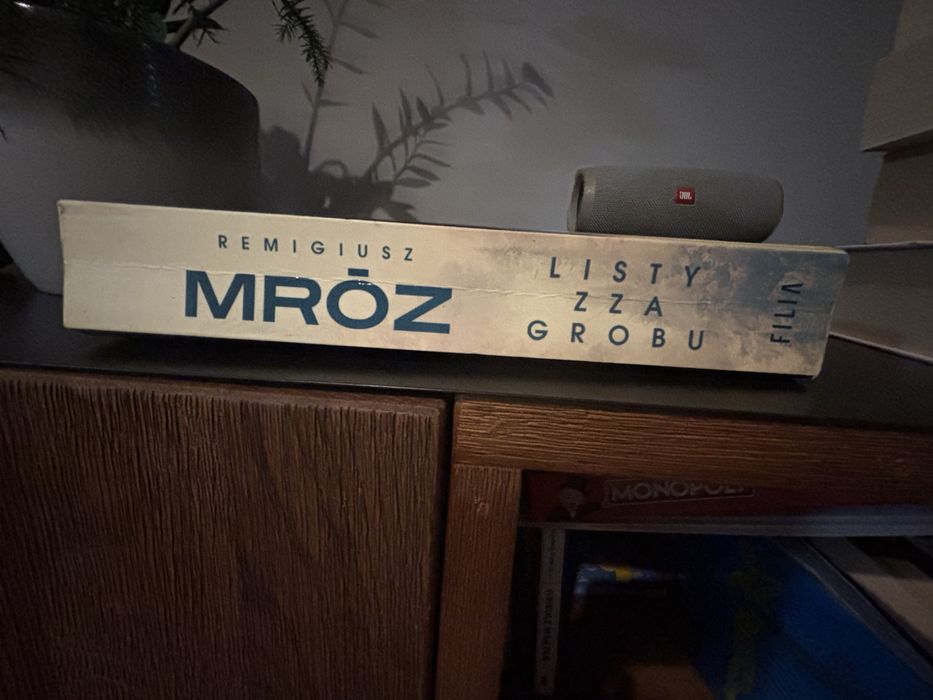 REMIGIUSZ
MRÓZ
LISTY
ZZA
GROBU
FILIA
JBL
MONOPOLY